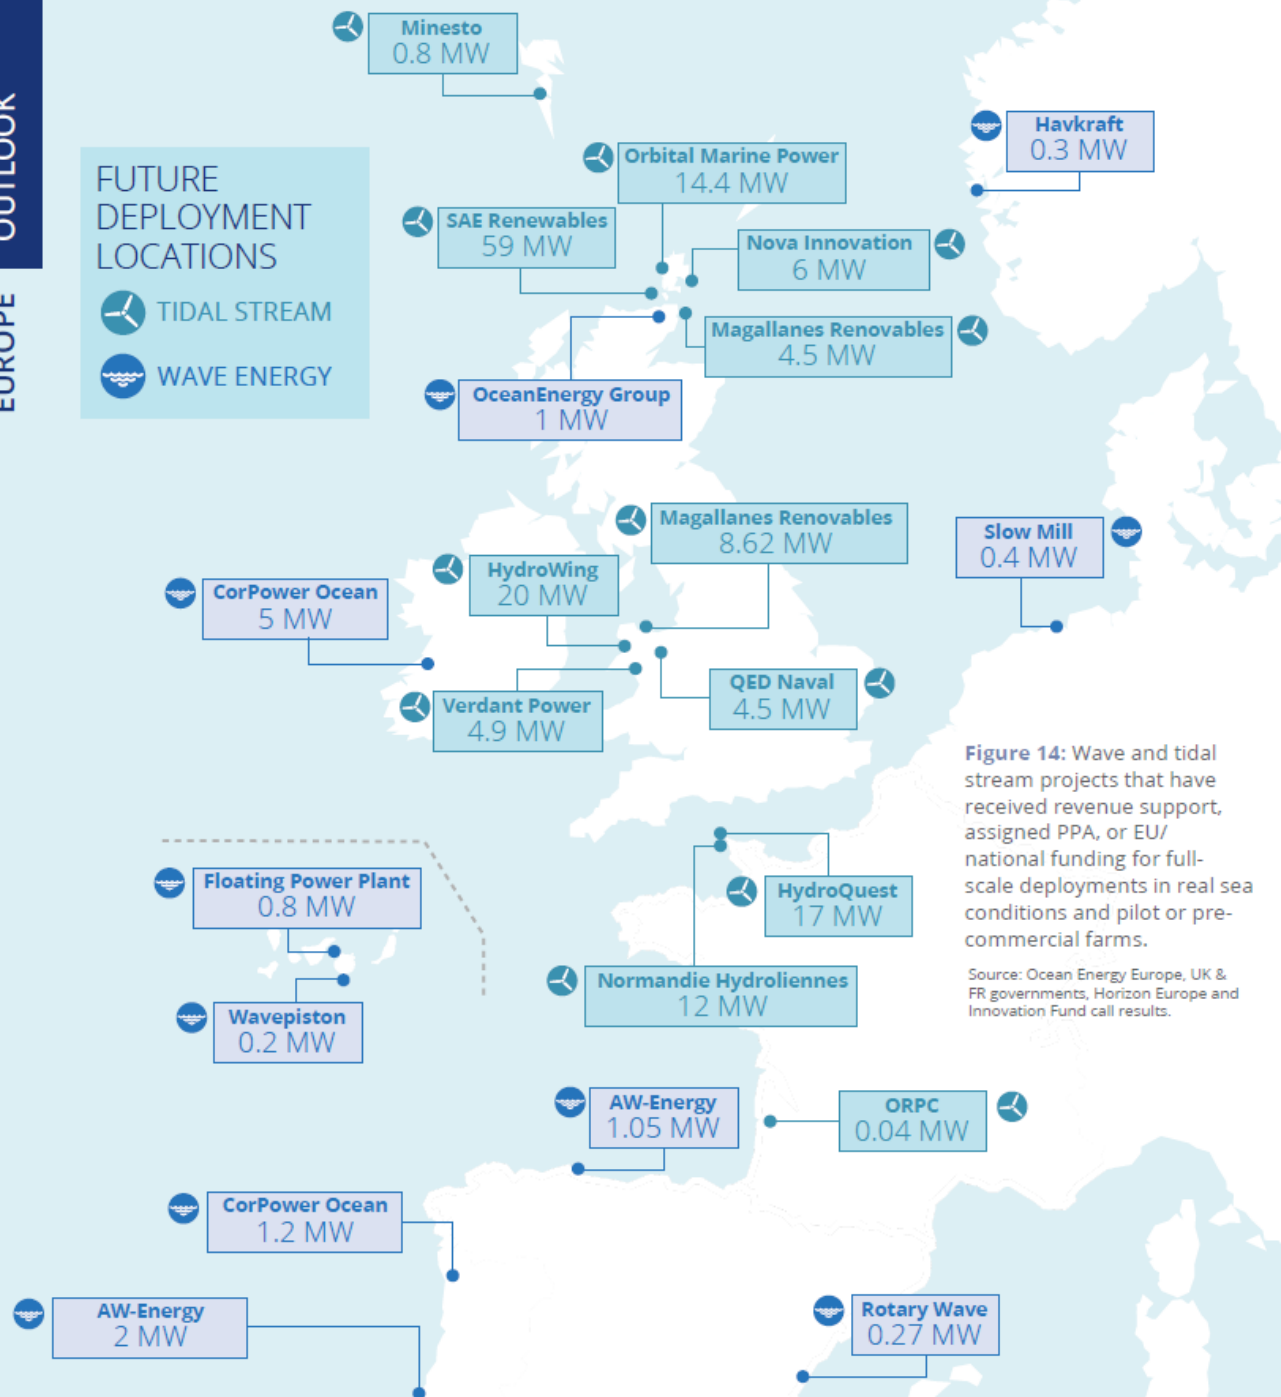 OUTLOOK
EUROPE
Minesto
0.8 MW
Havkraft
0.3 MW
FUTURE
DEPLOYMENT
LOCATIONS
TIDAL STREAM
WAVE ENERGY
Orbital Marine Power
14.4 MW
SAE Renewables
59 MW
Nova Innovation
6 MW
Magallanes Renovables
4.5 MW
OceanEnergy Group
1 MW
Magallanes Renovables
8.62 MW
Slow Mill
0.4 MW
HydroWing
20 MW
CorPower Ocean
5 MW
QED Naval
4.5 MW
Verdant Power
4.9 MW
Figure 14: Wave and tidal
stream projects that have
received revenue support,
assigned PPA, or EU/
national funding for full-
scale deployments in real sea
conditions and pilot or pre-
commercial farms.
Source: Ocean Energy Europe, UK &
FR governments, Horizon Europe and
Innovation Fund call results.
Floating Power Plant
0.8 MW
HydroQuest
17 MW
Normandie Hydroliennes
12 MW
Wavepiston
0.2 MW
AW-Energy
1.05 MW
ORPC
0.04 MW
CorPower Ocean
1.2 MW
AW-Energy
2 MW
Rotary Wave
0.27 MW